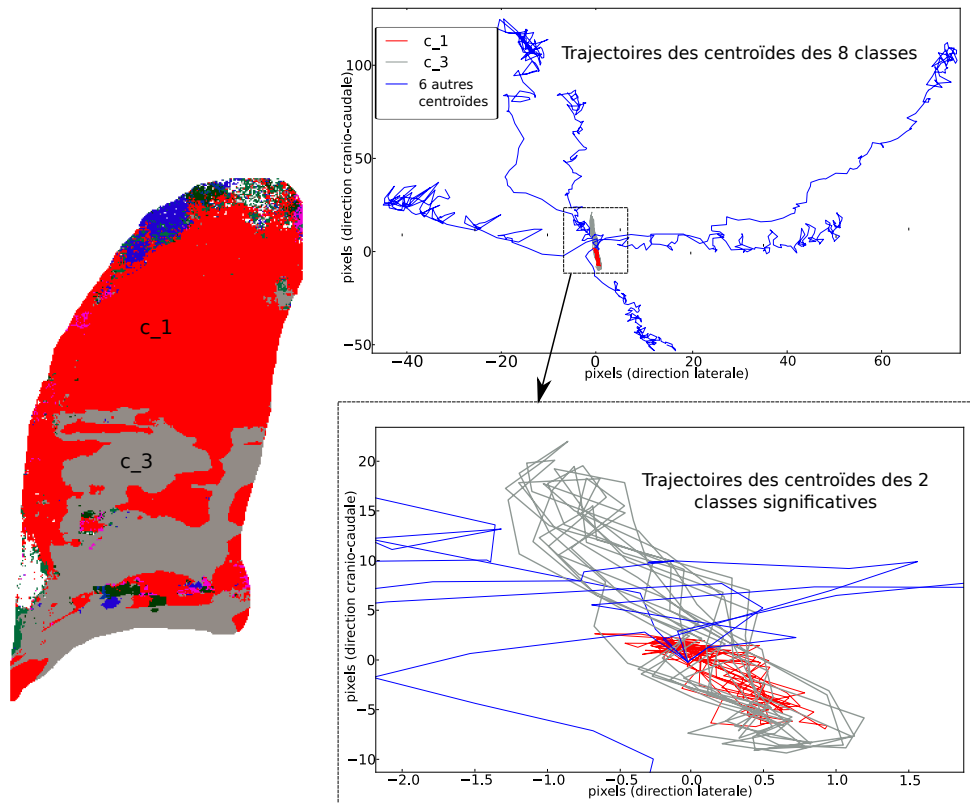 c_1
c_3
6 autres
centroïdes
Trajectoires des centroïdes des 8 classes
pixels (direction cranio-caudale)
100
50
0
−50
−40
−20
0
20
40
60
pixels (direction laterale)
c_1
c_3
Trajectoires des centroïdes des 2
classes significatives
pixels (direction cranio-caudale)
20
15
10
5
0
−5
−10
−2.0
−1.5
−1.0
−0.5
0.0
0.5
1.0
1.5
pixels (direction laterale)